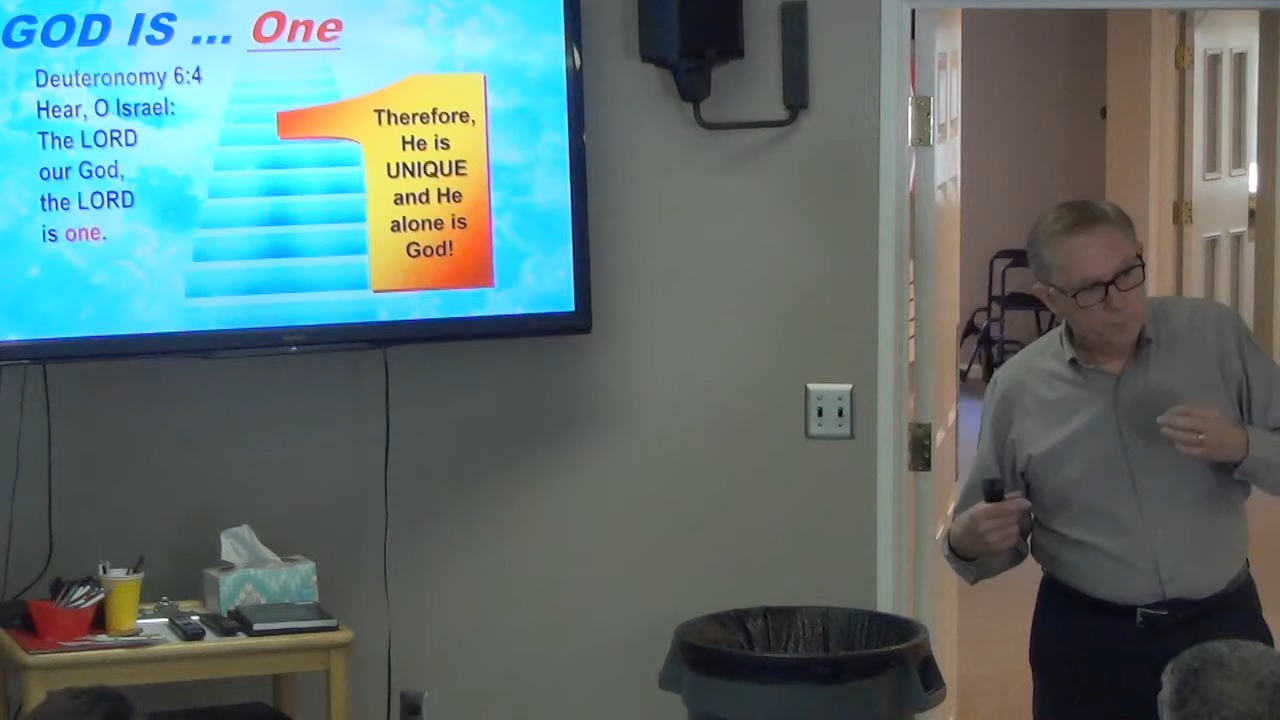 GOD IS ... One
Deuteronomy 6:4
Hear, O Israel:
The LORD
our God,
the LORD
is one.
Therefore,
He is
UNIQUE
and He
alone is
God!